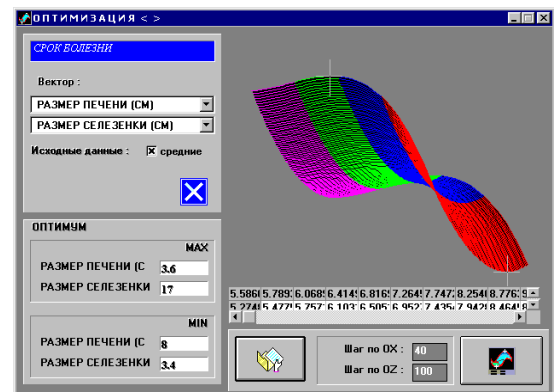 ОПТИМИЗАЦИЯ < >
СРОК БОЛЕЗНИ
Вектор :
РАЗМЕР ПЕЧЕНИ (СМ)
РАЗМЕР СЕЛЕЗЕНКИ (СМ)
Исходные данные : средние
ОПТИМУМ
MAX
РАЗМЕР ПЕЧЕНИ (С 3.6
РАЗМЕР СЕЛЕЗЕНКИ 17
MIN
РАЗМЕР ПЕЧЕНИ (С 8
РАЗМЕР СЕЛЕЗЕНКИ 3.4
Шаг по OX : 40
Шаг по OZ : 100